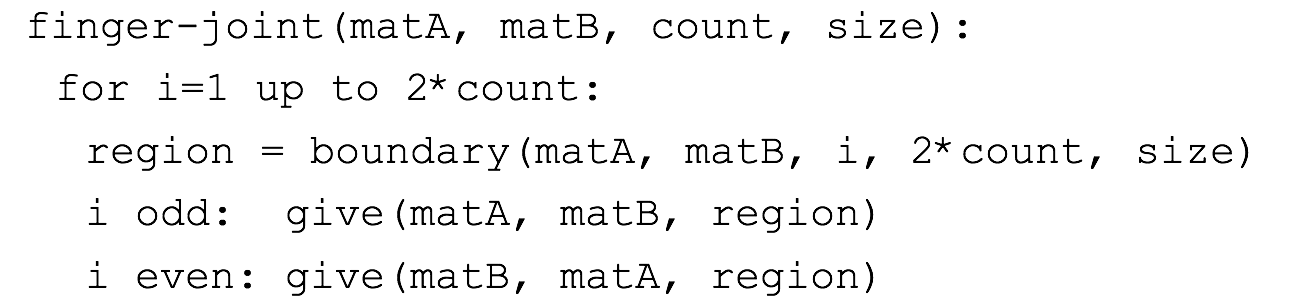 finger-joint(matA, matB, count, size):
for i=1 up to 2*count:
region = boundary(matA, matB, i, 2*count, size)
i odd:  give(matA, matB, region)
i even: give(matB, matA, region)